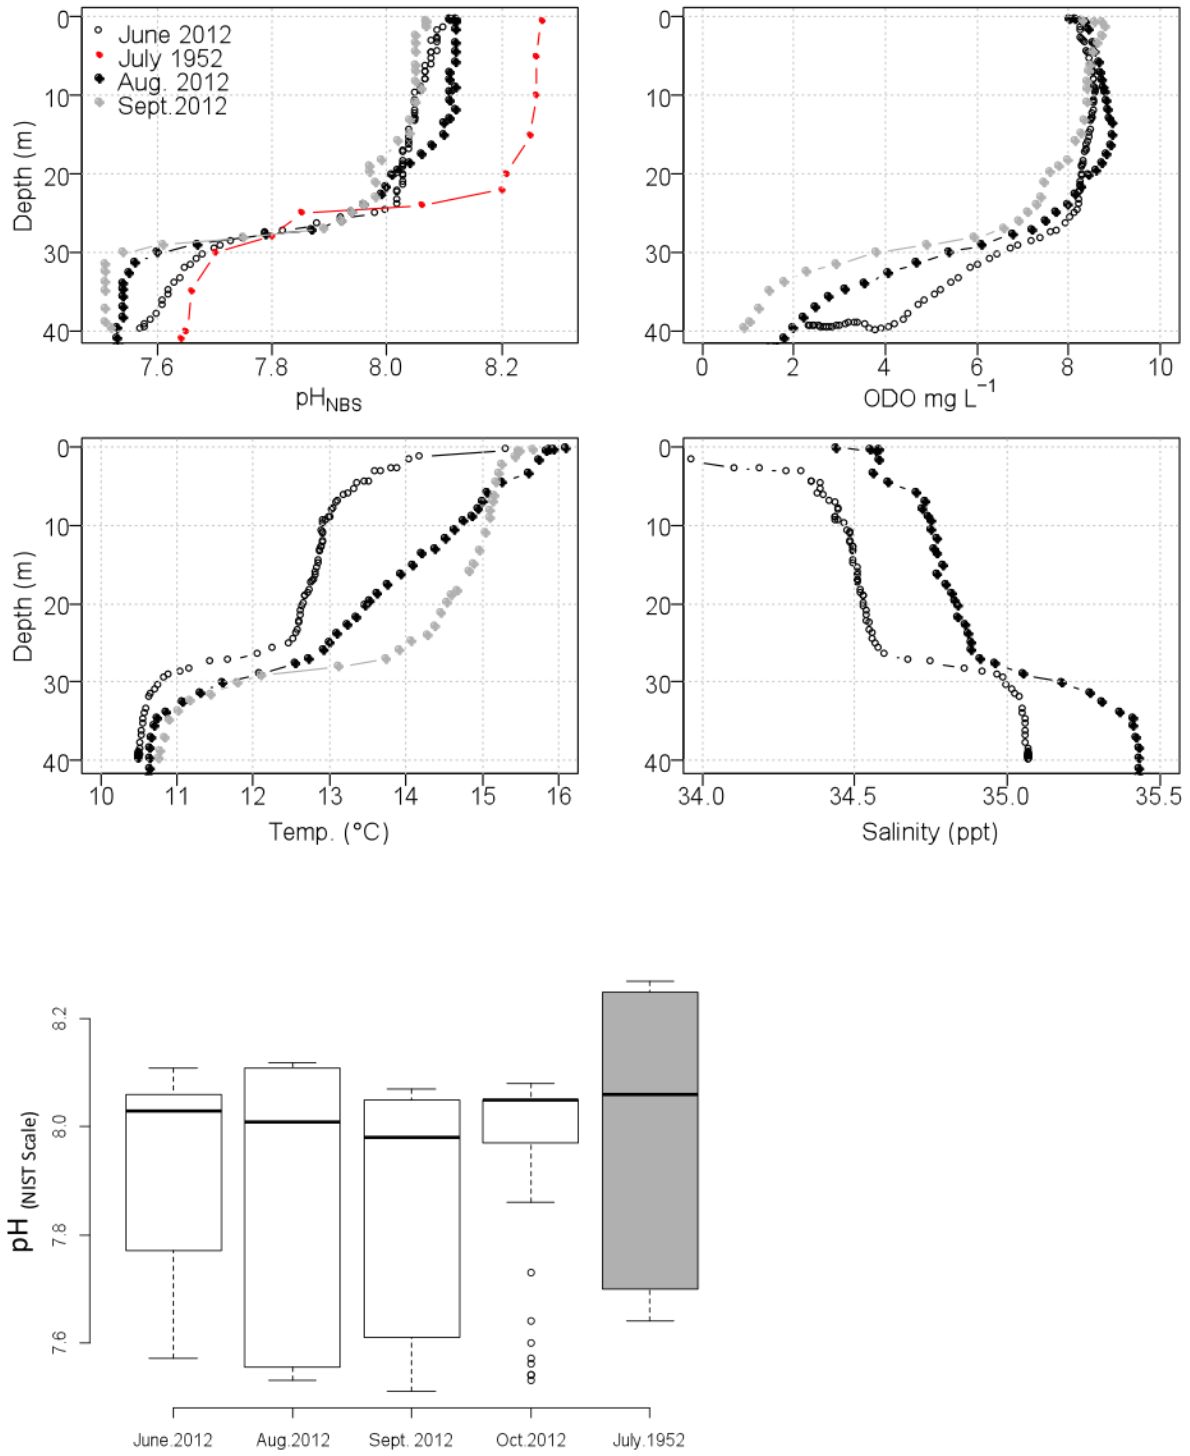 0
10
20
30
40
Depth (m)
June 2012
July 1952
Aug. 2012
Sept.2012
7.6 7.8 8.0 8.2
pH NBS
0
10
20
30
40
0 2 4 6 8 10
ODO mg L⁻¹
0
10
20
30
40
Depth (m)
10 11 12 13 14 15 16
Temp. (°C)
0
10
20
30
40
34.0 34.5 35.0 35.5
Salinity (ppt)
8.2
8.0
7.8
7.6
pH (NIST Scale)
June.2012 Aug.2012 Sept. 2012 Oct.2012 July.1952